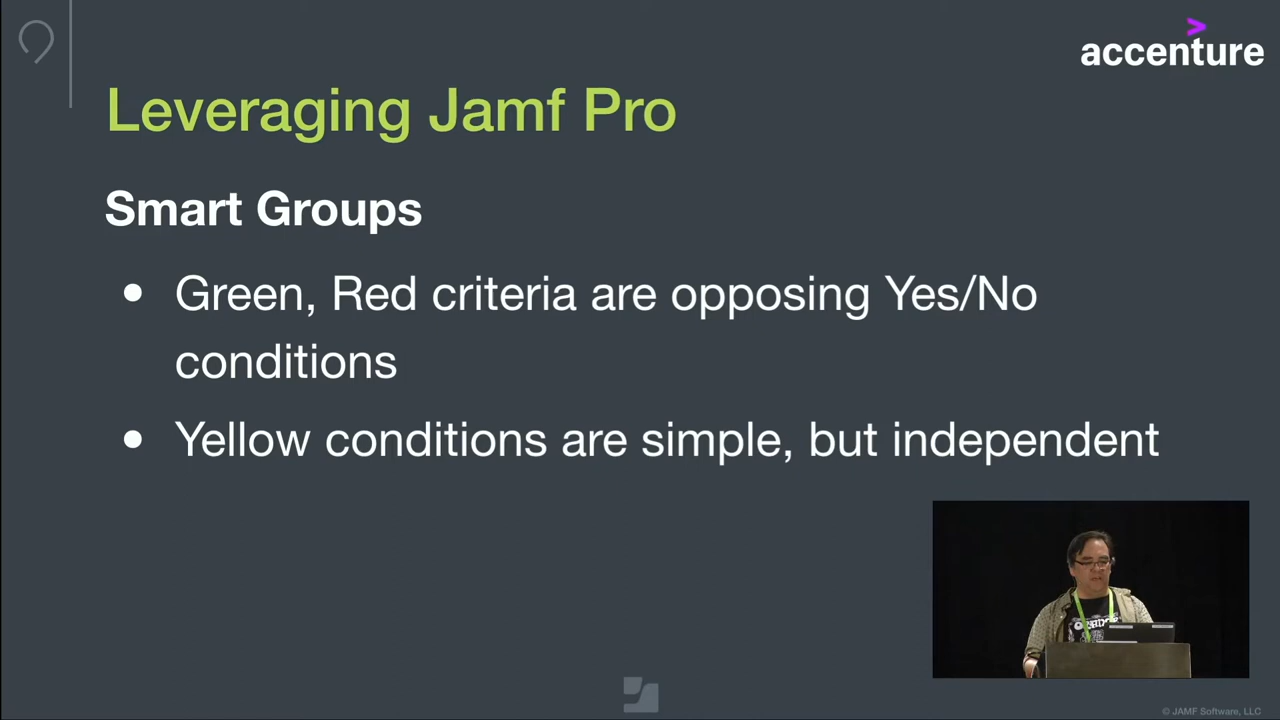 accenture
Leveraging Jamf Pro
Smart Groups
• Green, Red criteria are opposing Yes/No
conditions
• Yellow conditions are simple, but independent
© JAMF Software, LLC